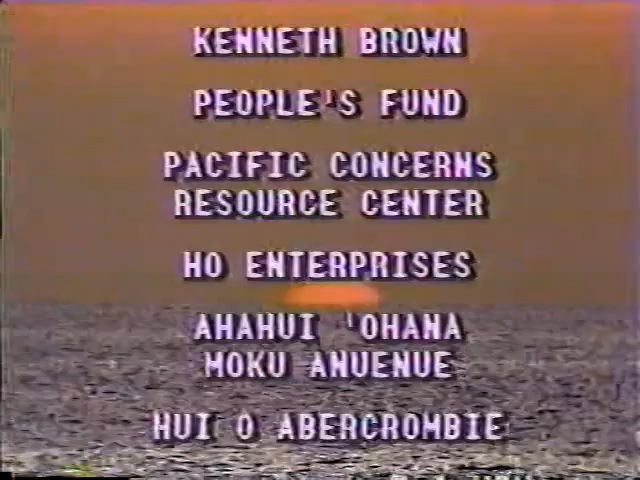 KENNETH BROWN
PEOPLE'S FUND
PACIFIC CONCERNS
RESOURCE CENTER
HO ENTERPRISES
AHAHUI 'OHANA
MOKU ANUENUE
HUI O ABERCROMBIE